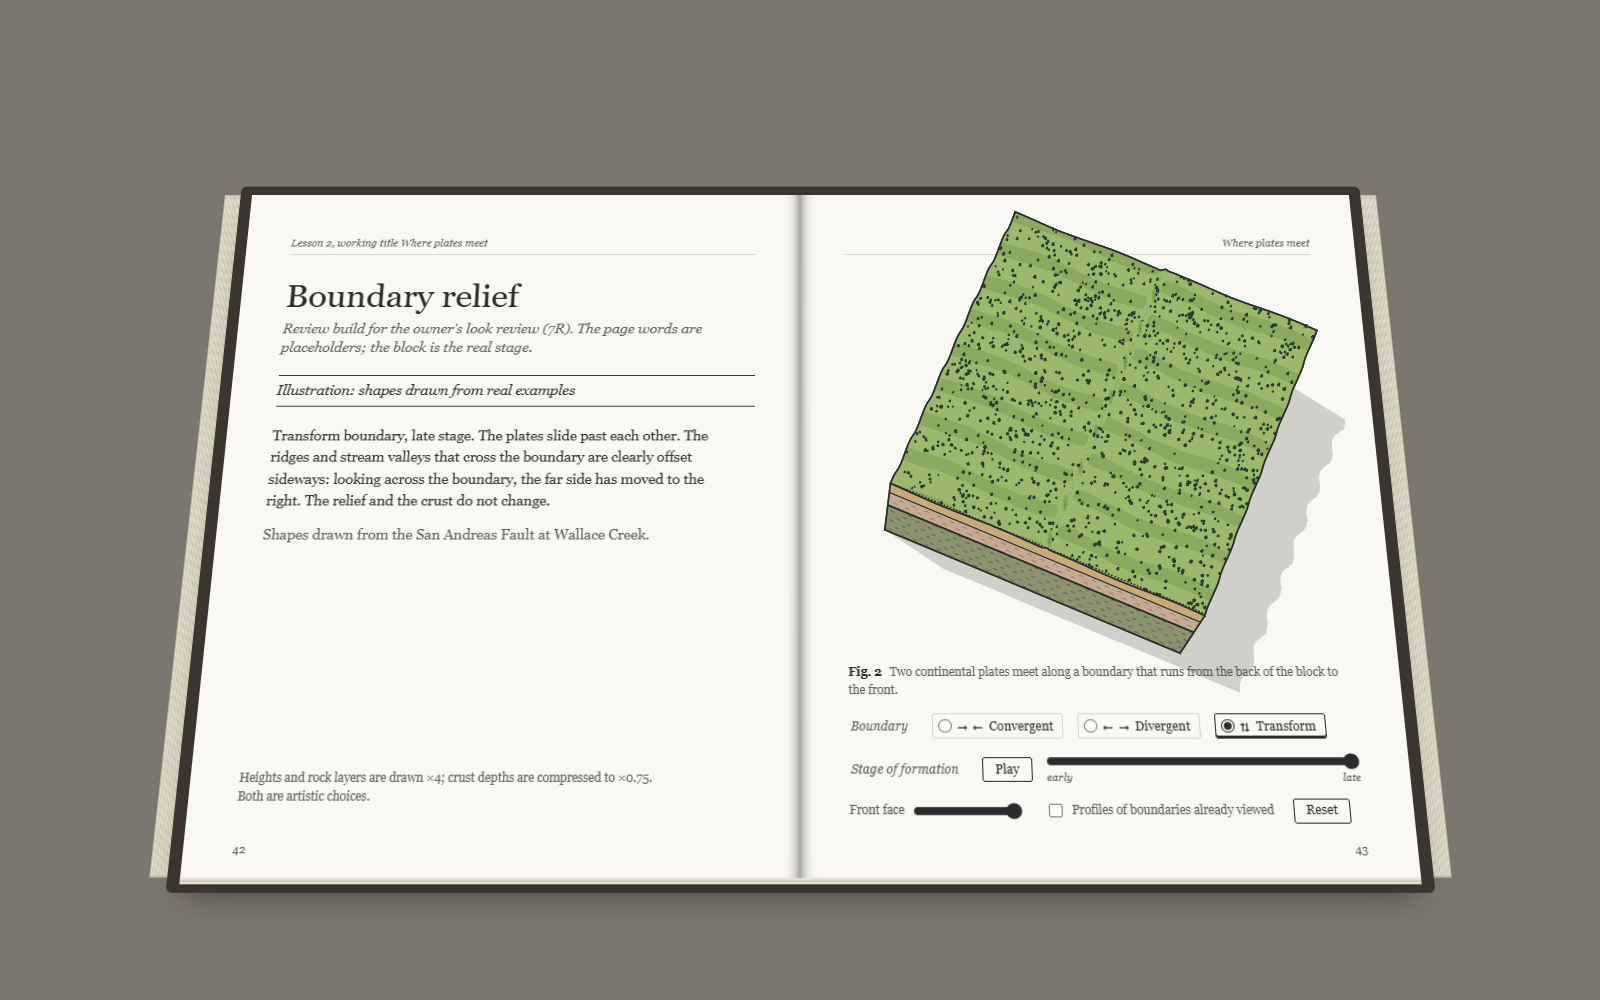 Lesson 2, working title Where plates meet
Boundary relief
Review build for the owner's look review (7R). The page words are
placeholders; the block is the real stage.
Illustration: shapes drawn from real examples
Transform boundary, late stage. The plates slide past each other. The
ridges and stream valleys that cross the boundary are clearly offset
sideways: looking across the boundary, the far side has moved to the
right. The relief and the crust do not change.
Shapes drawn from the San Andreas Fault at Wallace Creek.
Heights and rock layers are drawn ×4; crust depths are compressed to ×0.75.
Both are artistic choices.
42
Where plates meet
Fig. 2 Two continental plates meet along a boundary that runs from the back of the block to
the front.
Boundary → ← Convergent ← → Divergent ⇅ Transform
Stage of formation Play early late
Front face Profiles of boundaries already viewed Reset
43